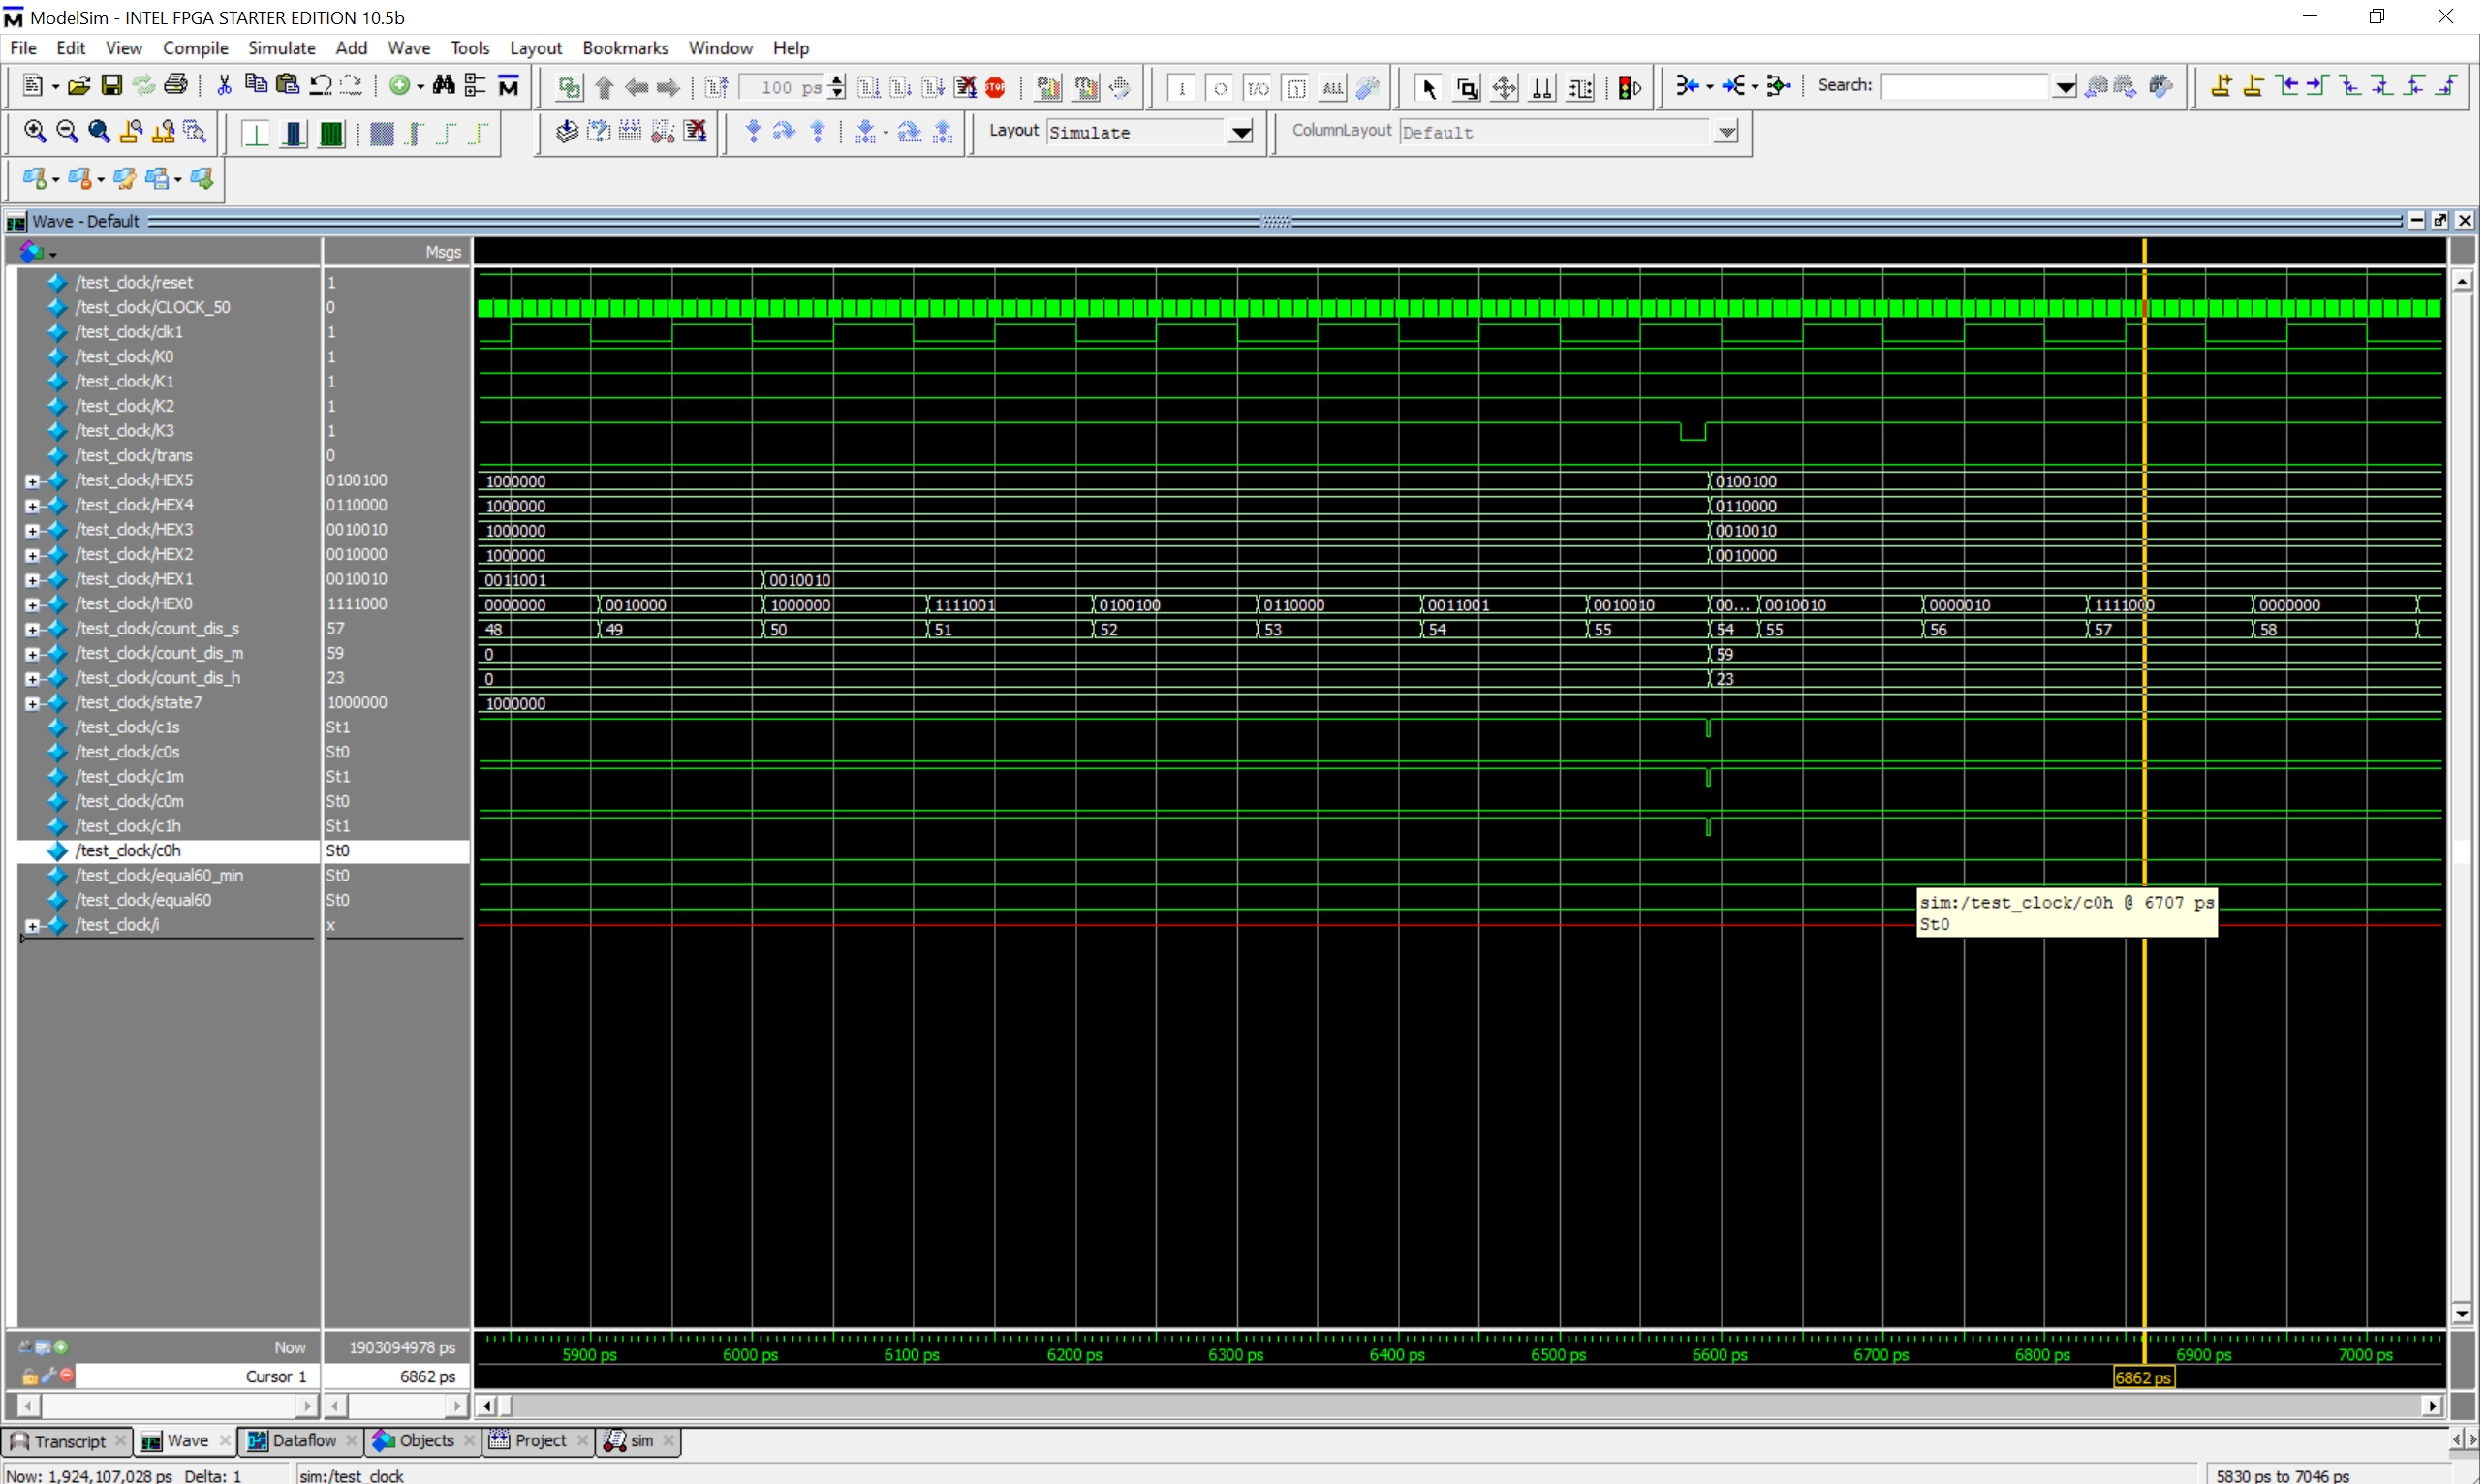 ModelSim - INTEL FPGA STARTER EDITION 10.5b
File Edit View Compile Simulate Add Wave Tools Layout Bookmarks Window Help
100 ps
STOP
ALL
Search:
Layout Simulate
ColumnLayout Default
Wave - Default
Msgs
/test_clock/reset 1
/test_clock/CLOCK_50 0
/test_clock/clk1 1
/test_clock/K0 1
/test_clock/K1 1
/test_clock/K2 1
/test_clock/K3 1
/test_clock/trans 0
/test_clock/HEX5 0100100 1000000 0100100
/test_clock/HEX4 0110000 1000000 0110000
/test_clock/HEX3 0010010 1000000 0010010
/test_clock/HEX2 0010000 1000000 0010000
/test_clock/HEX1 0010010 0011001 0010010
/test_clock/HEX0 1111000 0000000 0010000 1000000 1111001 0100100 0110000 0011001 0010010 00... 0010010 0000010 1111000 0000000
/test_clock/count_dis_s 57 48 49 50 51 52 53 54 55 54 55 56 57 58
/test_clock/count_dis_m 59 0 59
/test_clock/count_dis_h 23 0 23
/test_clock/state7 1000000 1000000
/test_clock/c1s St1
/test_clock/c0s St0
/test_clock/c1m St1
/test_clock/c0m St0
/test_clock/c1h St1
/test_clock/c0h St0
/test_clock/equal60_min St0
/test_clock/equal60 St0
/test_clock/i x
sim:/test_clock/c0h @ 6707 ps
St0
Now 1903094978 ps
5900 ps 6000 ps 6100 ps 6200 ps 6300 ps 6400 ps 6500 ps 6600 ps 6700 ps 6800 ps 6900 ps 7000 ps
Cursor 1 6862 ps 6862 ps
Transcript Wave Dataflow Objects Project sim
Now: 1,924,107,028 ps Delta: 1 sim:/test_clock 5830 ps to 7046 ps